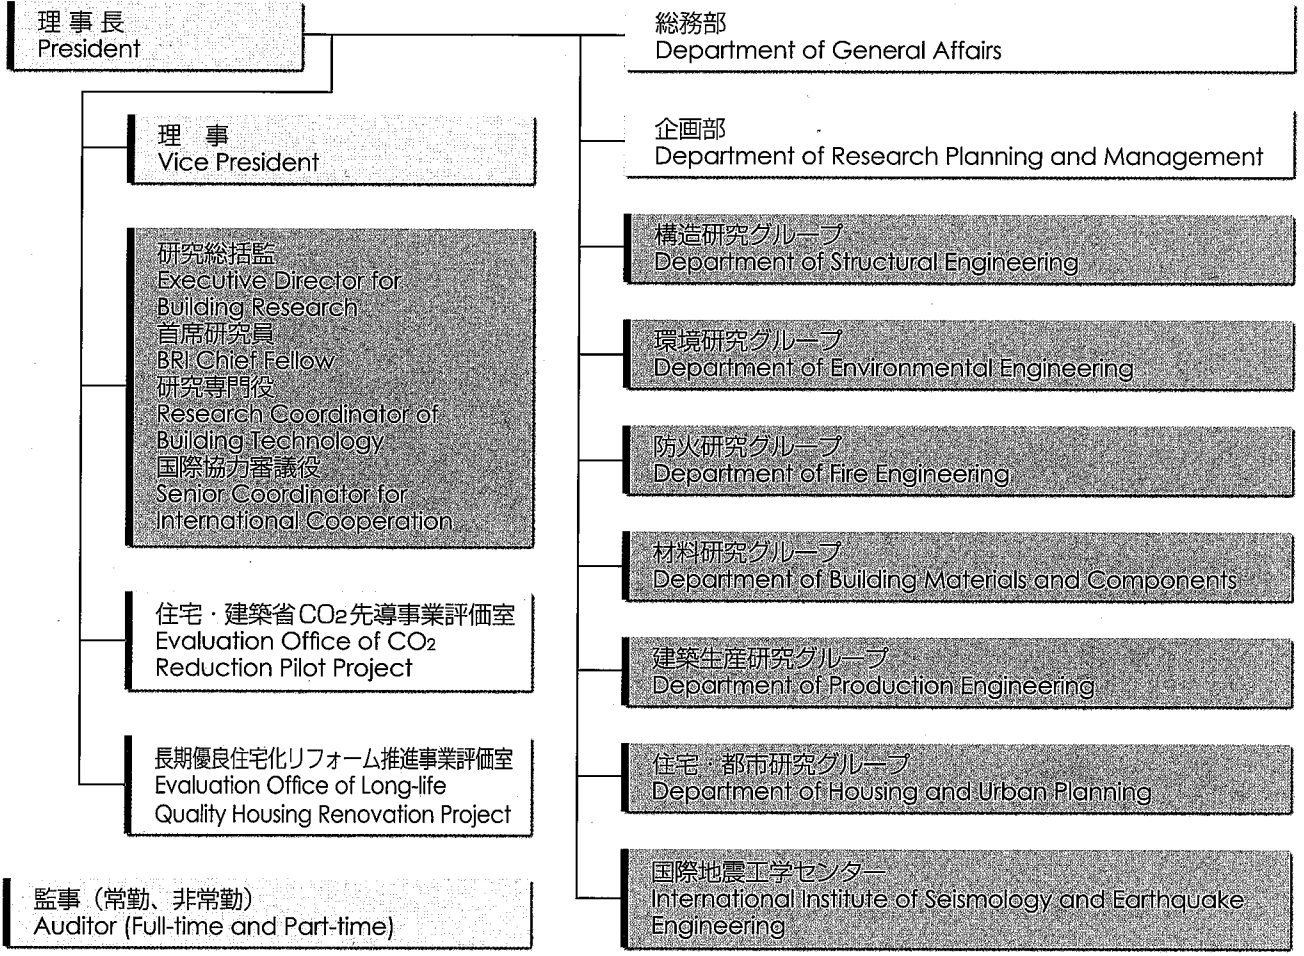 理事長
President
理 事
Vice President
研究総括監
Executive Director for
Building Research
首席研究員
BRI Chief Fellow
研究専門役
Research Coordinator of
Building Technology
国際協力審議役
Senior Coordinator for
International Cooperation
住宅・建築省CO2先導事業評価室
Evaluation Office of CO2
Reduction Pilot Project
長期優良住宅化リフォーム推進事業評価室
Evaluation Office of Long-life
Quality Housing Renovation Project
監事（常勤、非常勤）
Auditor (Full-time and Part-time)
総務部
Department of General Affairs
企画部
Department of Research Planning and Management
構造研究グループ
Department of Structural Engineering
環境研究グループ
Department of Environmental Engineering
防火研究グループ
Department of Fire Engineering
材料研究グループ
Department of Building Materials and Components
建築生産研究グループ
Department of Production Engineering
住宅・都市研究グループ
Department of Housing and Urban Planning
国際地震工学センター
International Institute of Seismology and Earthquake
Engineering